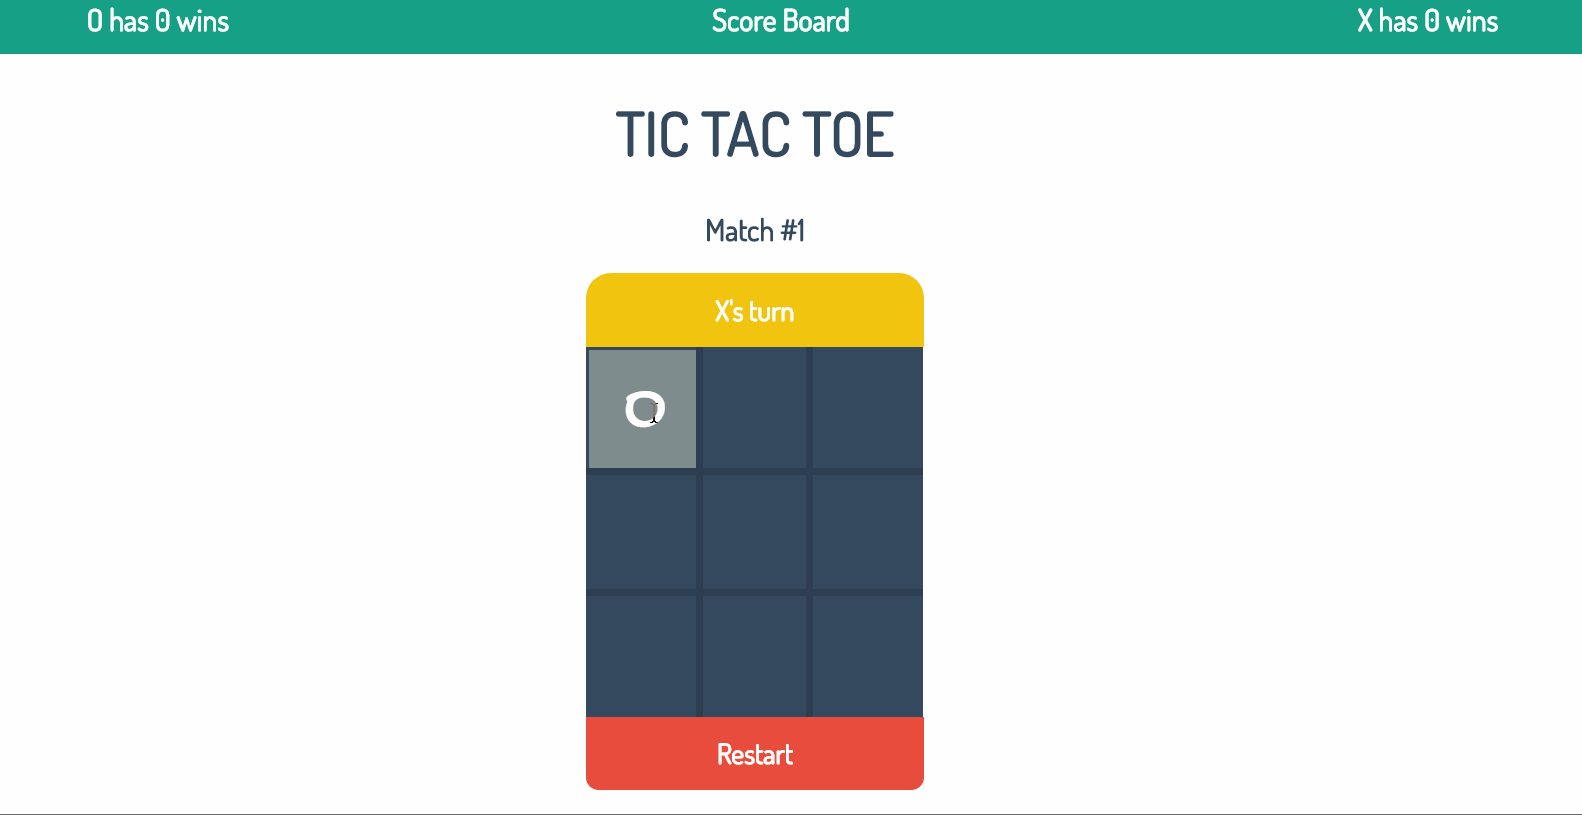 O has 0 wins
Score Board
X has 0 wins
TIC TAC TOE
Match #1
X's turn
O
Restart